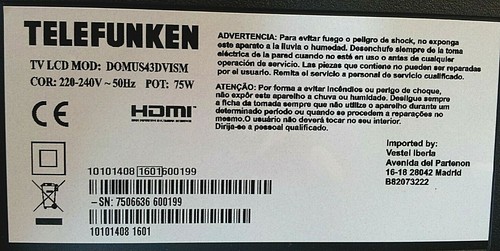 TELEFUNKEN
TV LCD MOD: DOMUS43DVISM
COR: 220-240V ~ 50Hz POT: 75W
CE
HDMI
ADVERTENCIA: Para evitar fuego o peligro de shock, no exponga
este aparato a la lluvia o humedad. Desenchufe siempre de la toma
eléctrica de la pared cuando no esté en uso o antes de cualquier
operación de servicio. Las piezas que contiene no pueden ser reparadas
por el usuario. Remita el servicio a personal de servicio cualificado.
ATENÇÃO: Por forma a evitar incêndios ou perigo de choque,
não expôr esta aparelho a chuva ou humidade. Desligue sempre
a ficha da tomada sempre que não utilize o aparelho durante um
determinado período ou quando se procedem a reparações no
mesmo.O usuário não deverá tocar no seu interior.
Dirija-se a pessoal qualificado.
Imported by:
Vestel Iberia
Avenida del Partenon
16-18 28042 Madrid
B82073222
10101408 1601 600199
-SN: 7506636 600199
10101408 1601